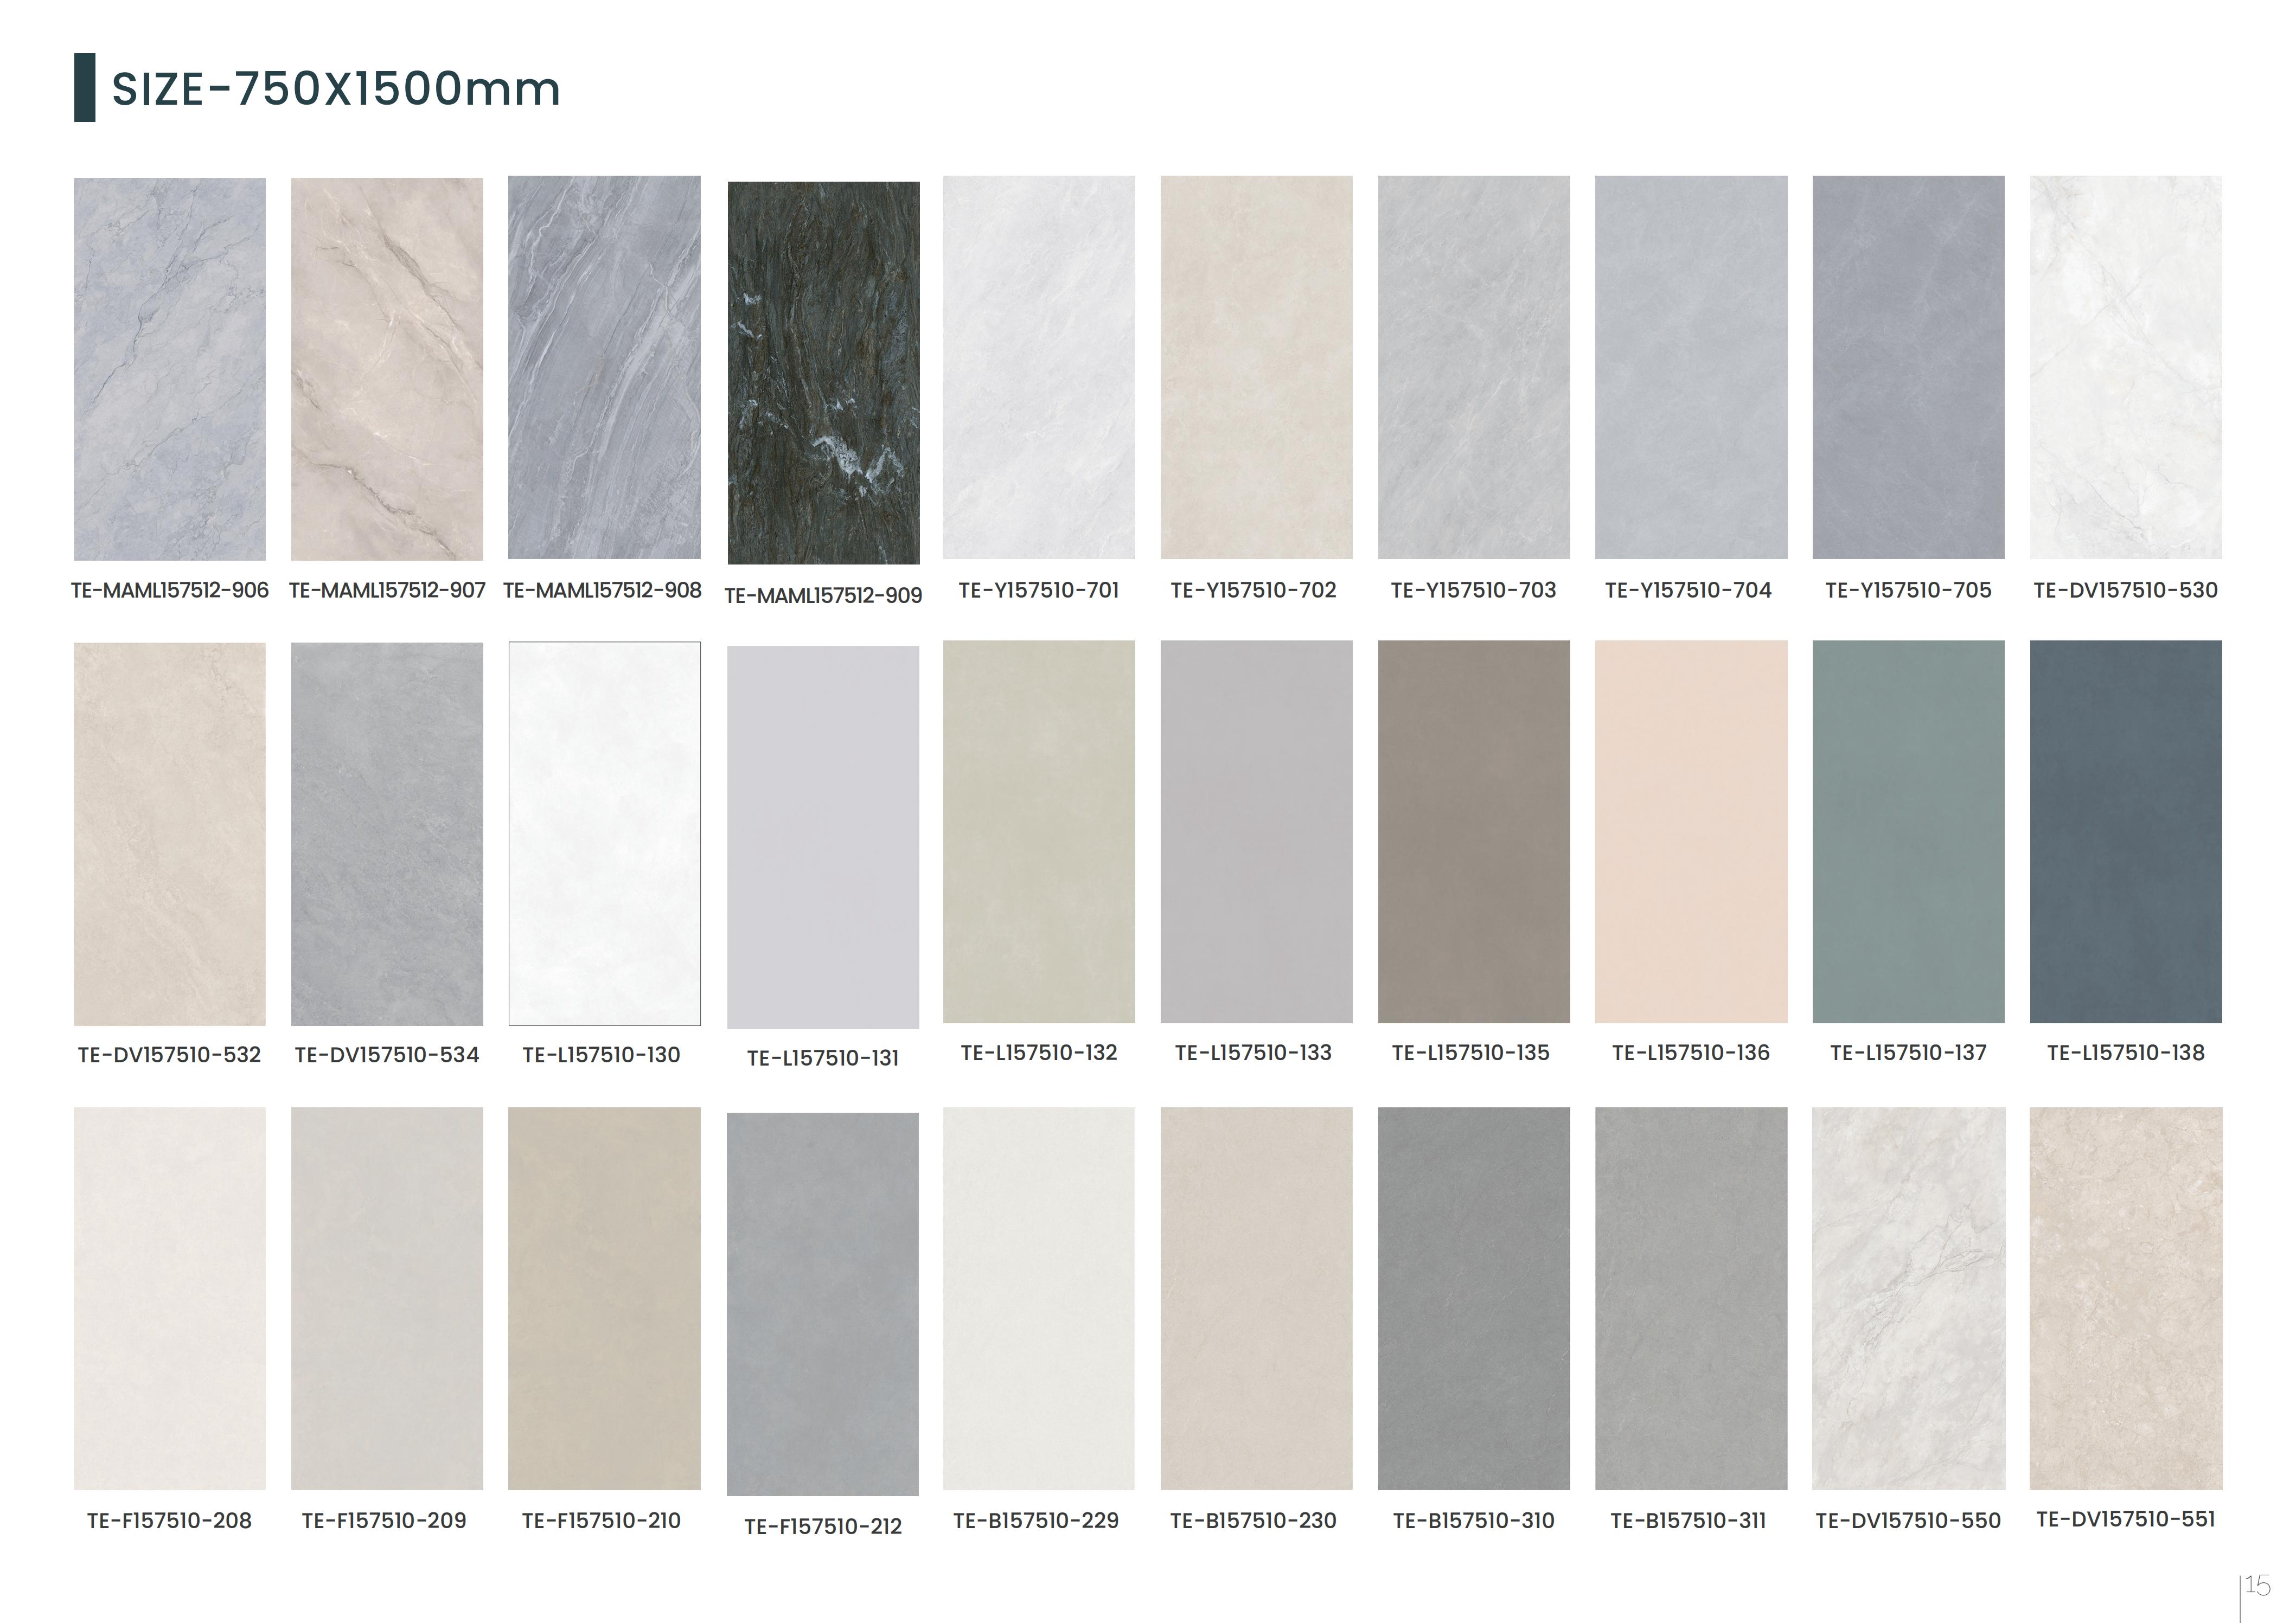 SIZE-750X1500mm
TE-MAML157512-906 TE-MAML157512-907 TE-MAML157512-908 TE-MAML157512-909 TE-Y157510-701 TE-Y157510-702 TE-Y157510-703 TE-Y157510-704 TE-Y157510-705 TE-DV157510-530
TE-DV157510-532 TE-DV157510-534 TE-L157510-130 TE-L157510-131 TE-L157510-132 TE-L157510-133 TE-L157510-135 TE-L157510-136 TE-L157510-137 TE-L157510-138
TE-F157510-208 TE-F157510-209 TE-F157510-210 TE-F157510-212 TE-B157510-229 TE-B157510-230 TE-B157510-310 TE-B157510-311 TE-DV157510-550 TE-DV157510-551
15